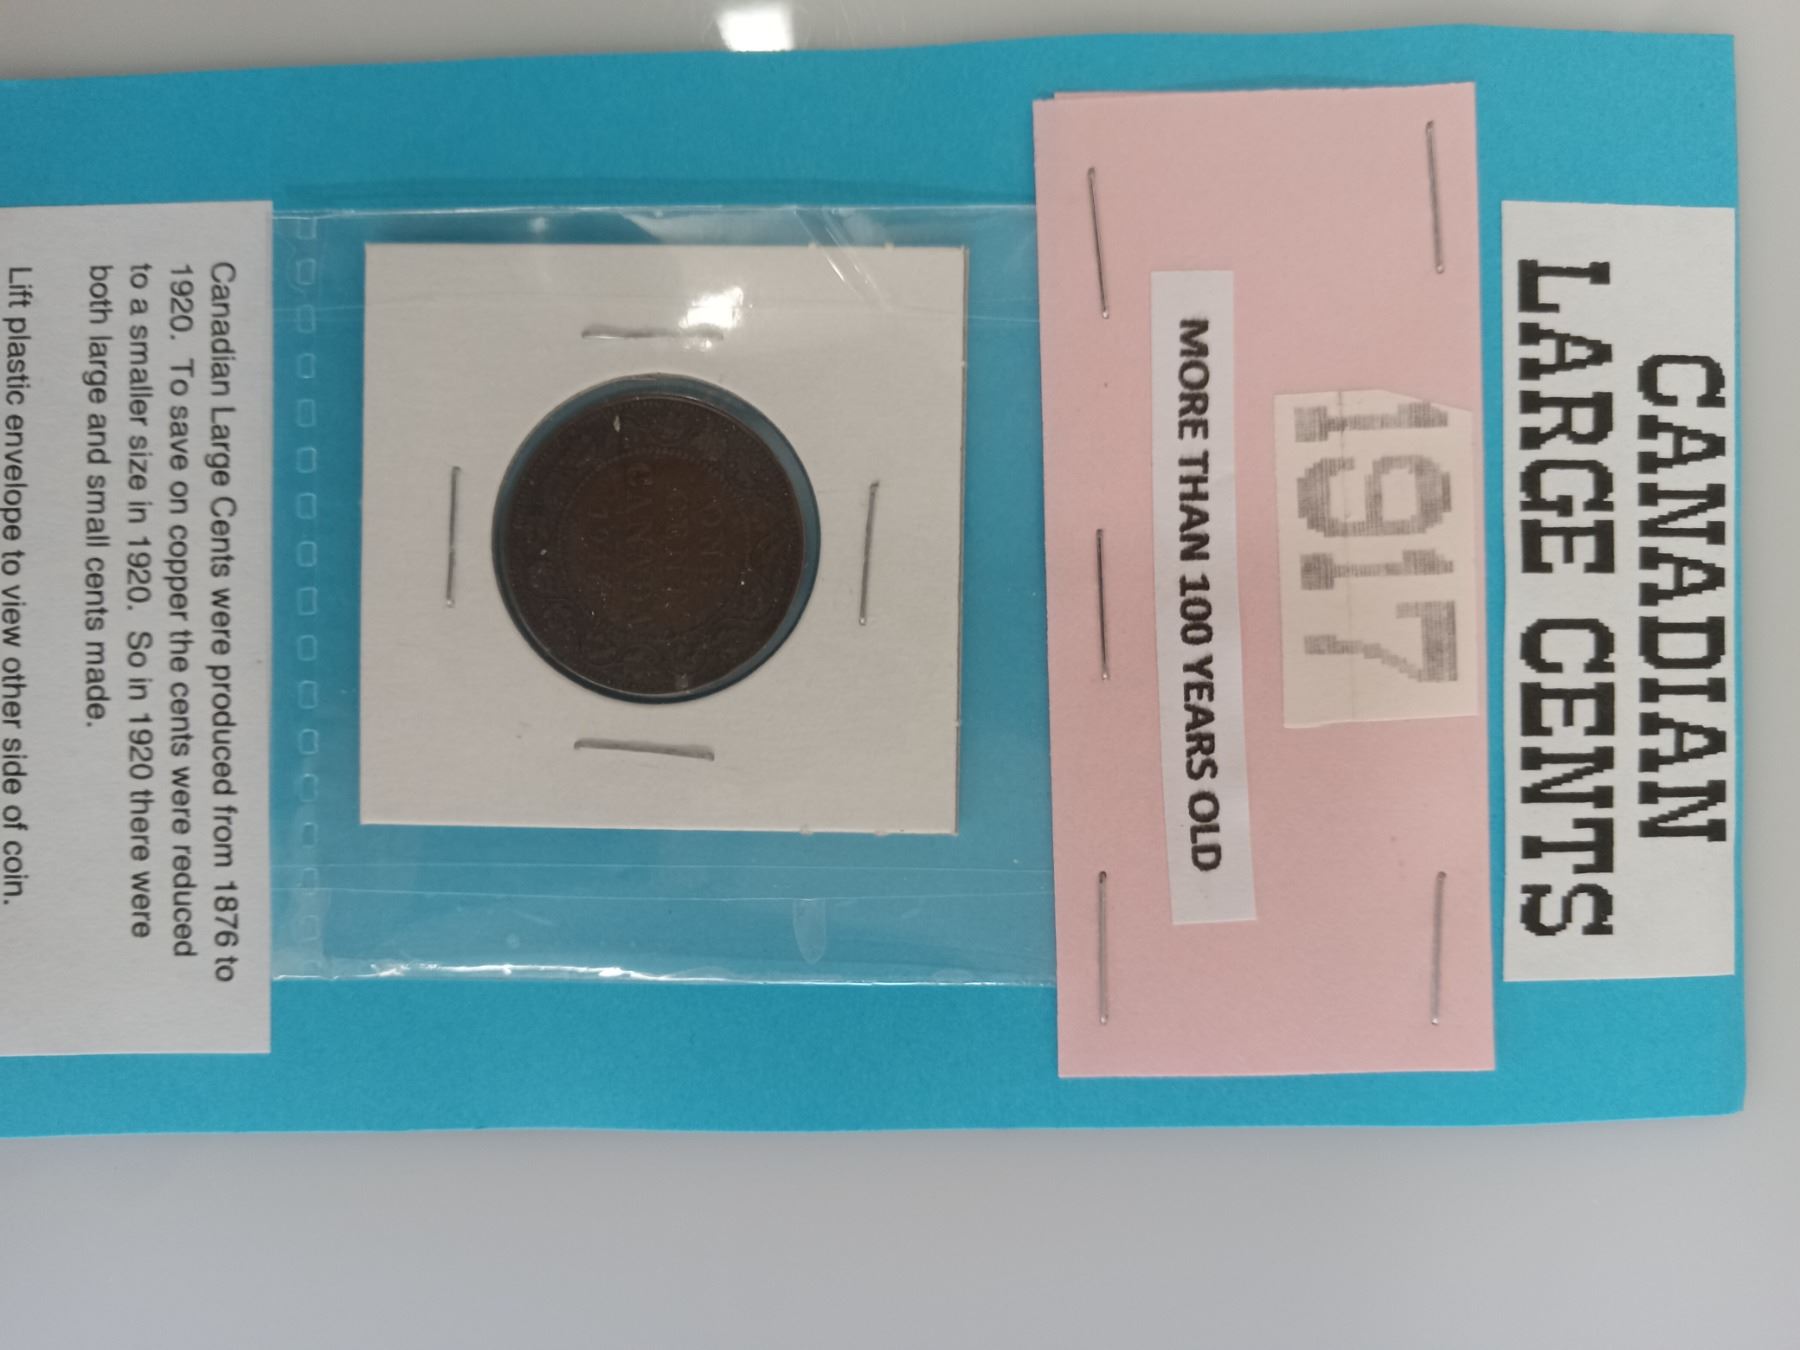 CANADIAN
LARGE CENTS
1917
MORE THAN 100 YEARS OLD
CANADA
Canadian Large Cents were produced from 1876 to
1920. To save on copper the cents were reduced
to a smaller size in 1920. So in 1920 there were
both large and small cents made.
Lift plastic envelope to view other side of coin.